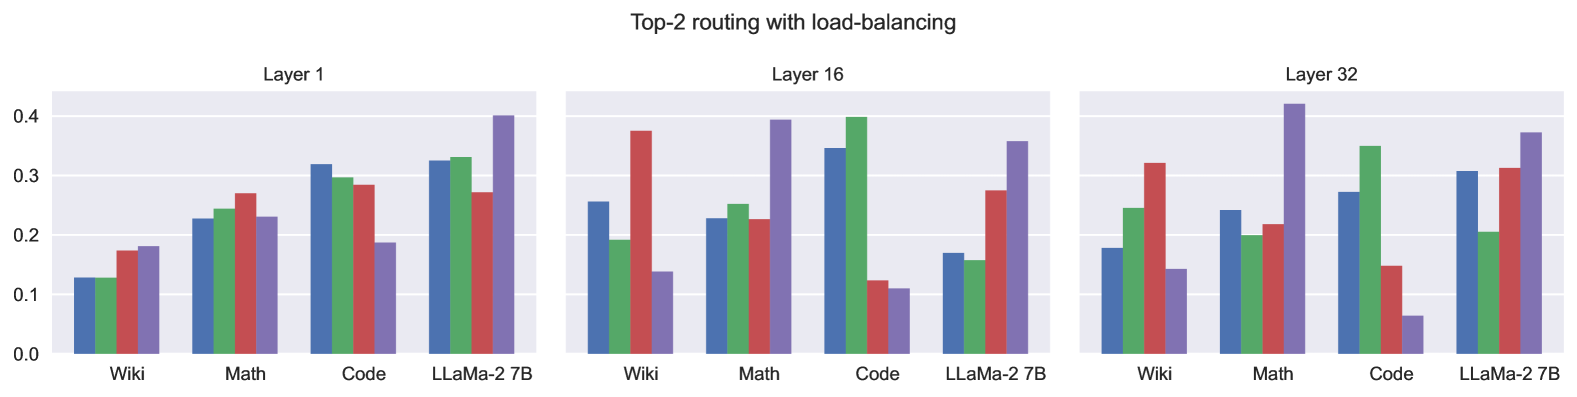 Top-2 routing with load-balancing
Layer 1
Layer 16
Layer 32
0.4
0.3
0.2
0.1
0.0
Wiki Math Code LLaMa-2 7B
Wiki Math Code LLaMa-2 7B
Wiki Math Code LLaMa-2 7B